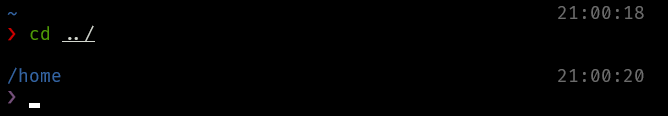 ~ 21:00:18
❯ cd ../
/home 21:00:20
❯